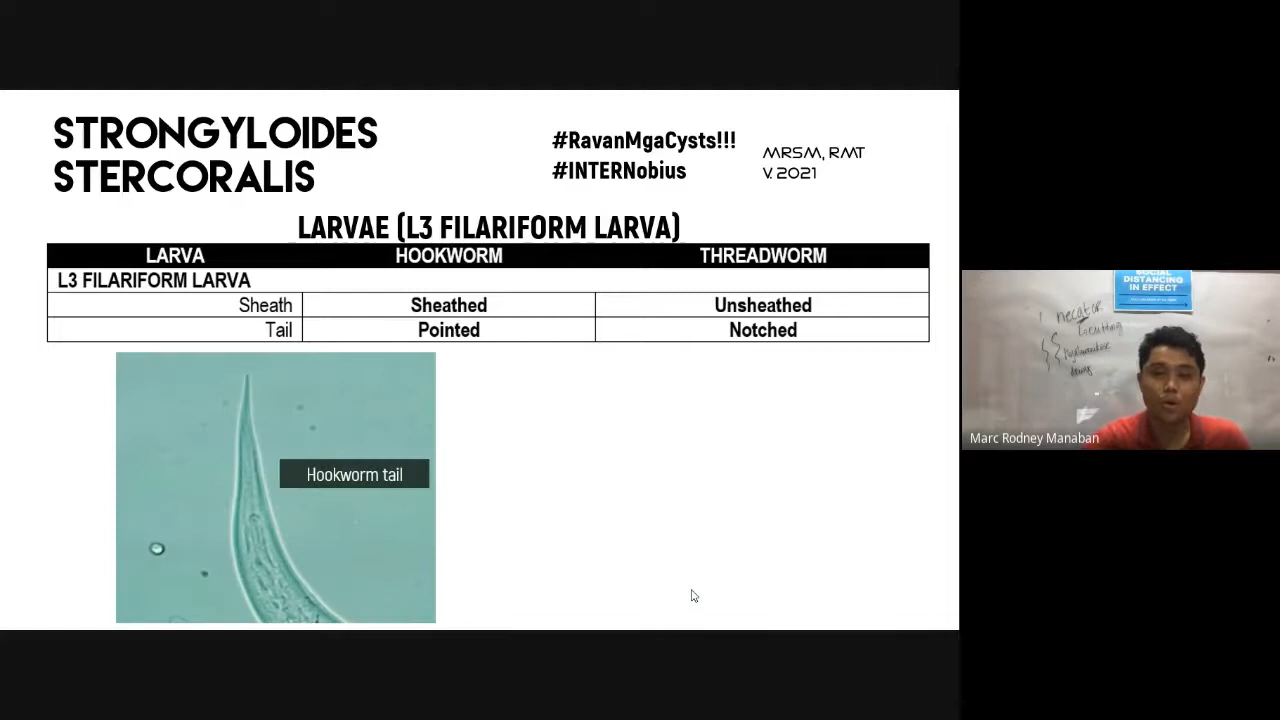 STRONGYLOIDES
STERCORALIS
#RavanMgaCysts!!!
#INTERNobius
MRSM, RMT
V. 2021
LARVAE (L3 FILARIFORM LARVA)
LARVA HOOKWORM THREADWORM
L3 FILARIFORM LARVA
Sheath Sheathed Unsheathed
Tail Pointed Notched
Hookworm tail
SOCIAL
DISTANCING
IN EFFECT
necator
Marc Rodney Manaban